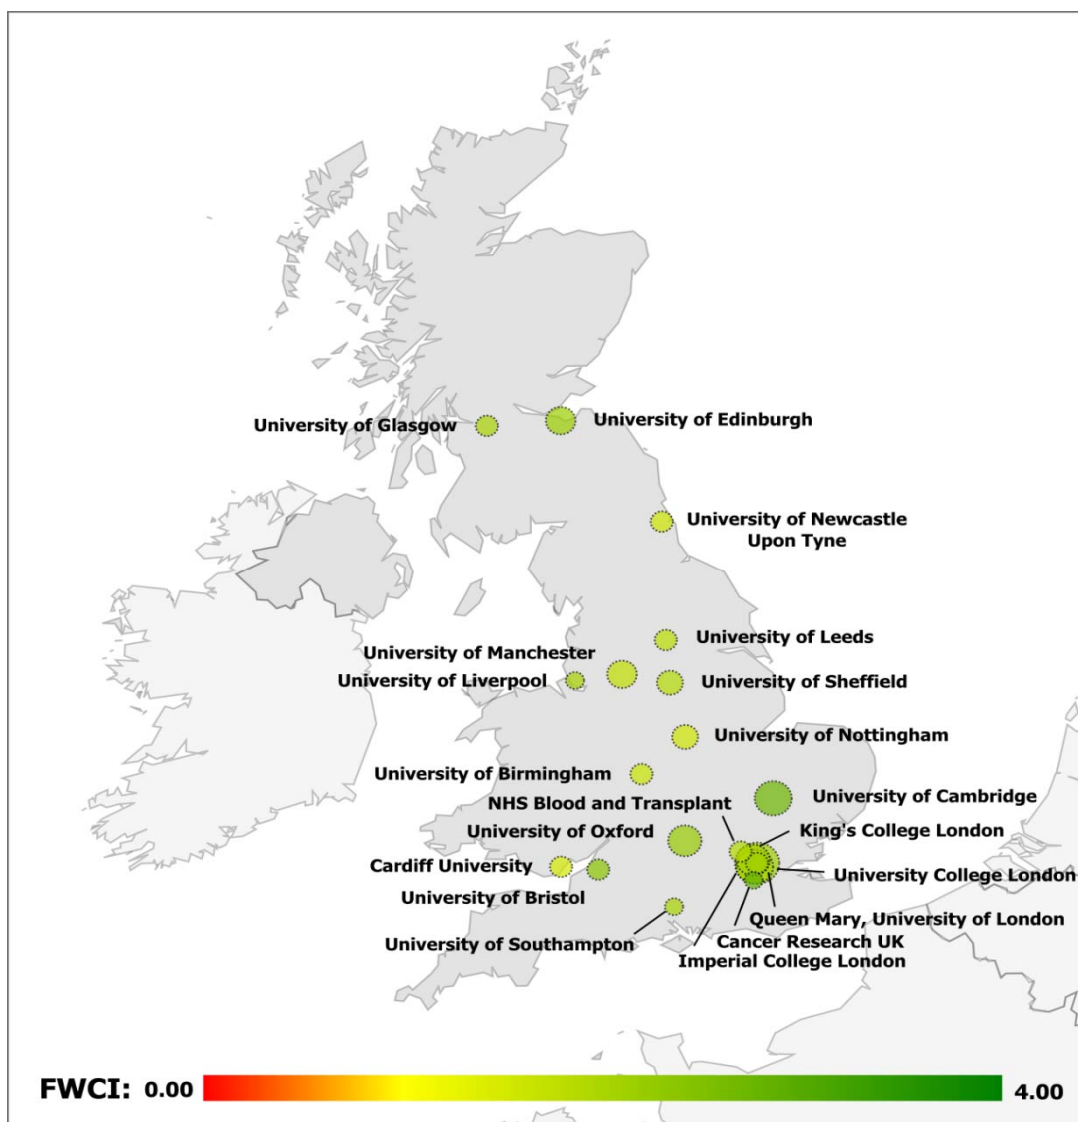 University of Glasgow
University of Edinburgh
University of Newcastle
Upon Tyne
University of Leeds
University of Manchester
University of Liverpool
University of Sheffield
University of Nottingham
University of Birmingham
NHS Blood and Transplant
University of Cambridge
University of Oxford
King's College London
Cardiff University
University College London
University of Bristol
Queen Mary, University of London
University of Southampton
Cancer Research UK
Imperial College London
FWCI: 0.00 4.00